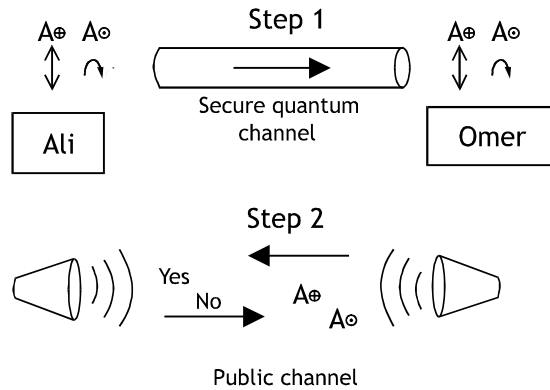 Step 1
A⊕ A⊙ A⊕ A⊙
Secure quantum
channel
Ali Omer
Step 2
Yes
No
A⊕
A⊙
Public channel